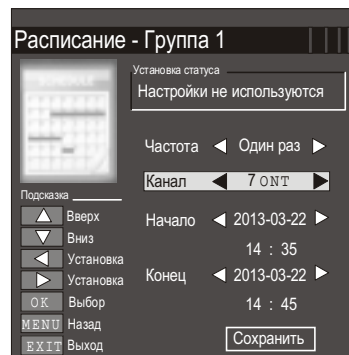 Расписание - Группа 1
Установка статуса
Настройки не используются
Частота Один раз
Канал 7 ONT
Начало 2013-03-22
14 : 35
Конец 2013-03-22
14 : 45
Сохранить
Подсказка
Вверх
Вниз
Установка
Установка
OK Выбор
MENU Назад
EXIT Выход